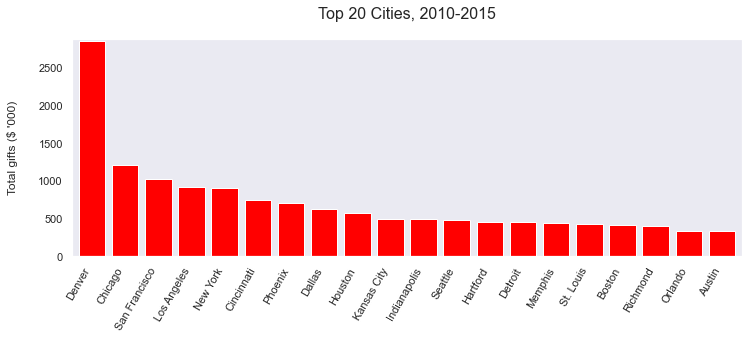 Top 20 Cities, 2010-2015
Total gifts ($ '000)
2500
2000
1500
1000
500
0
Denver
Chicago
San Francisco
Los Angeles
New York
Cincinnati
Phoenix
Dallas
Houston
Kansas City
Indianapolis
Seattle
Hartford
Detroit
Memphis
St. Louis
Boston
Richmond
Orlando
Austin